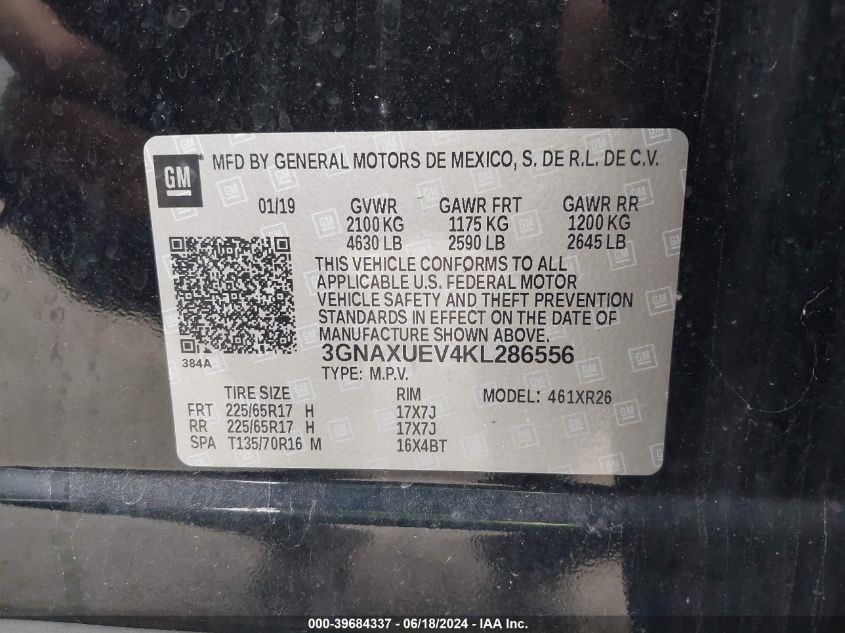 GM MFD BY GENERAL MOTORS DE MEXICO, S. DE R.L. DE C.V.
01/19 GVWR GAWR FRT GAWR RR
2100 KG 1175 KG 1200 KG
4630 LB 2590 LB 2645 LB
THIS VEHICLE CONFORMS TO ALL
APPLICABLE U.S. FEDERAL MOTOR
VEHICLE SAFETY AND THEFT PREVENTION
STANDARDS IN EFFECT ON THE DATE OF
MANUFACTURE SHOWN ABOVE.
384A 3GNAXUEV4KL286556
TYPE: M.P.V.
TIRE SIZE RIM MODEL: 461XR26
FRT 225/65R17 H 17X7J
RR 225/65R17 H 17X7J
SPA T135/70R16 M 16X4BT
000-39684337 - 06/18/2024 - IAA Inc.